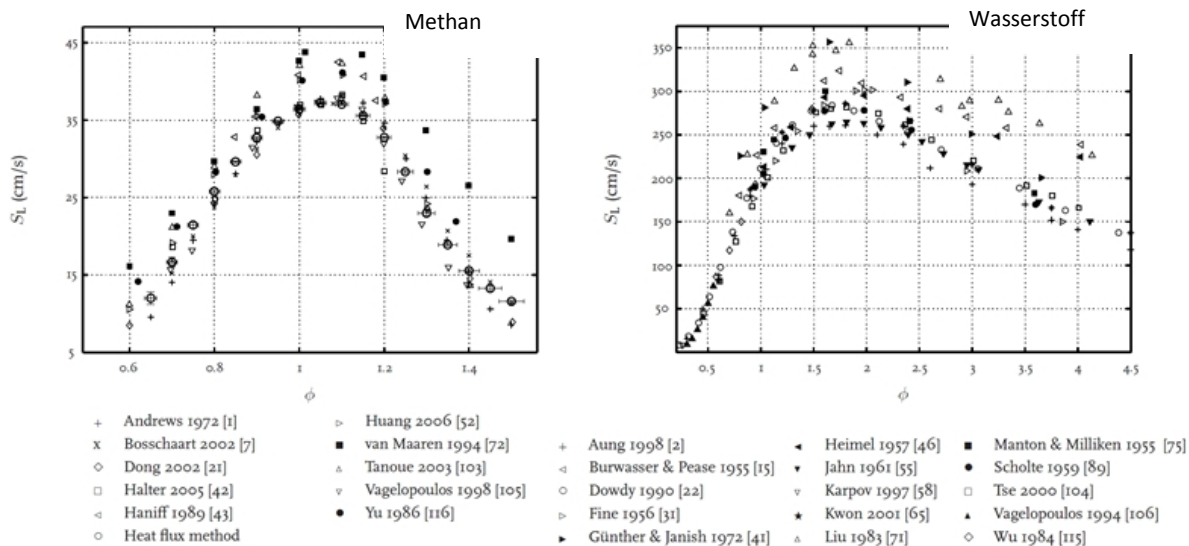 Methan
45
35
25
15
5
S_L (cm/s)
0.6 0.8 1 1.2 1.4
ϕ
+ Andrews 1972 [1]
x Bosschaart 2002 [7]
◇ Dong 2002 [21]
□ Halter 2005 [42]
◁ Haniff 1989 [43]
○ Heat flux method
▷ Huang 2006 [52]
■ van Maaren 1994 [72]
△ Tanoue 2003 [103]
▽ Vagelopoulos 1998 [105]
● Yu 1986 [116]
Wasserstoff
350
300
250
200
150
100
50
S_L (cm/s)
0.5 1 1.5 2 2.5 3 3.5 4 4.5
ϕ
+ Aung 1998 [2]
◁ Burwasser & Pease 1955 [15]
○ Dowdy 1990 [22]
▷ Fine 1956 [31]
► Günther & Janish 1972 [41]
◄ Heimel 1957 [46]
▼ Jahn 1961 [55]
▽ Karpov 1997 [58]
★ Kwon 2001 [65]
△ Liu 1983 [71]
■ Manton & Milliken 1955 [75]
● Scholte 1959 [89]
□ Tse 2000 [104]
▲ Vagelopoulos 1994 [106]
◇ Wu 1984 [115]